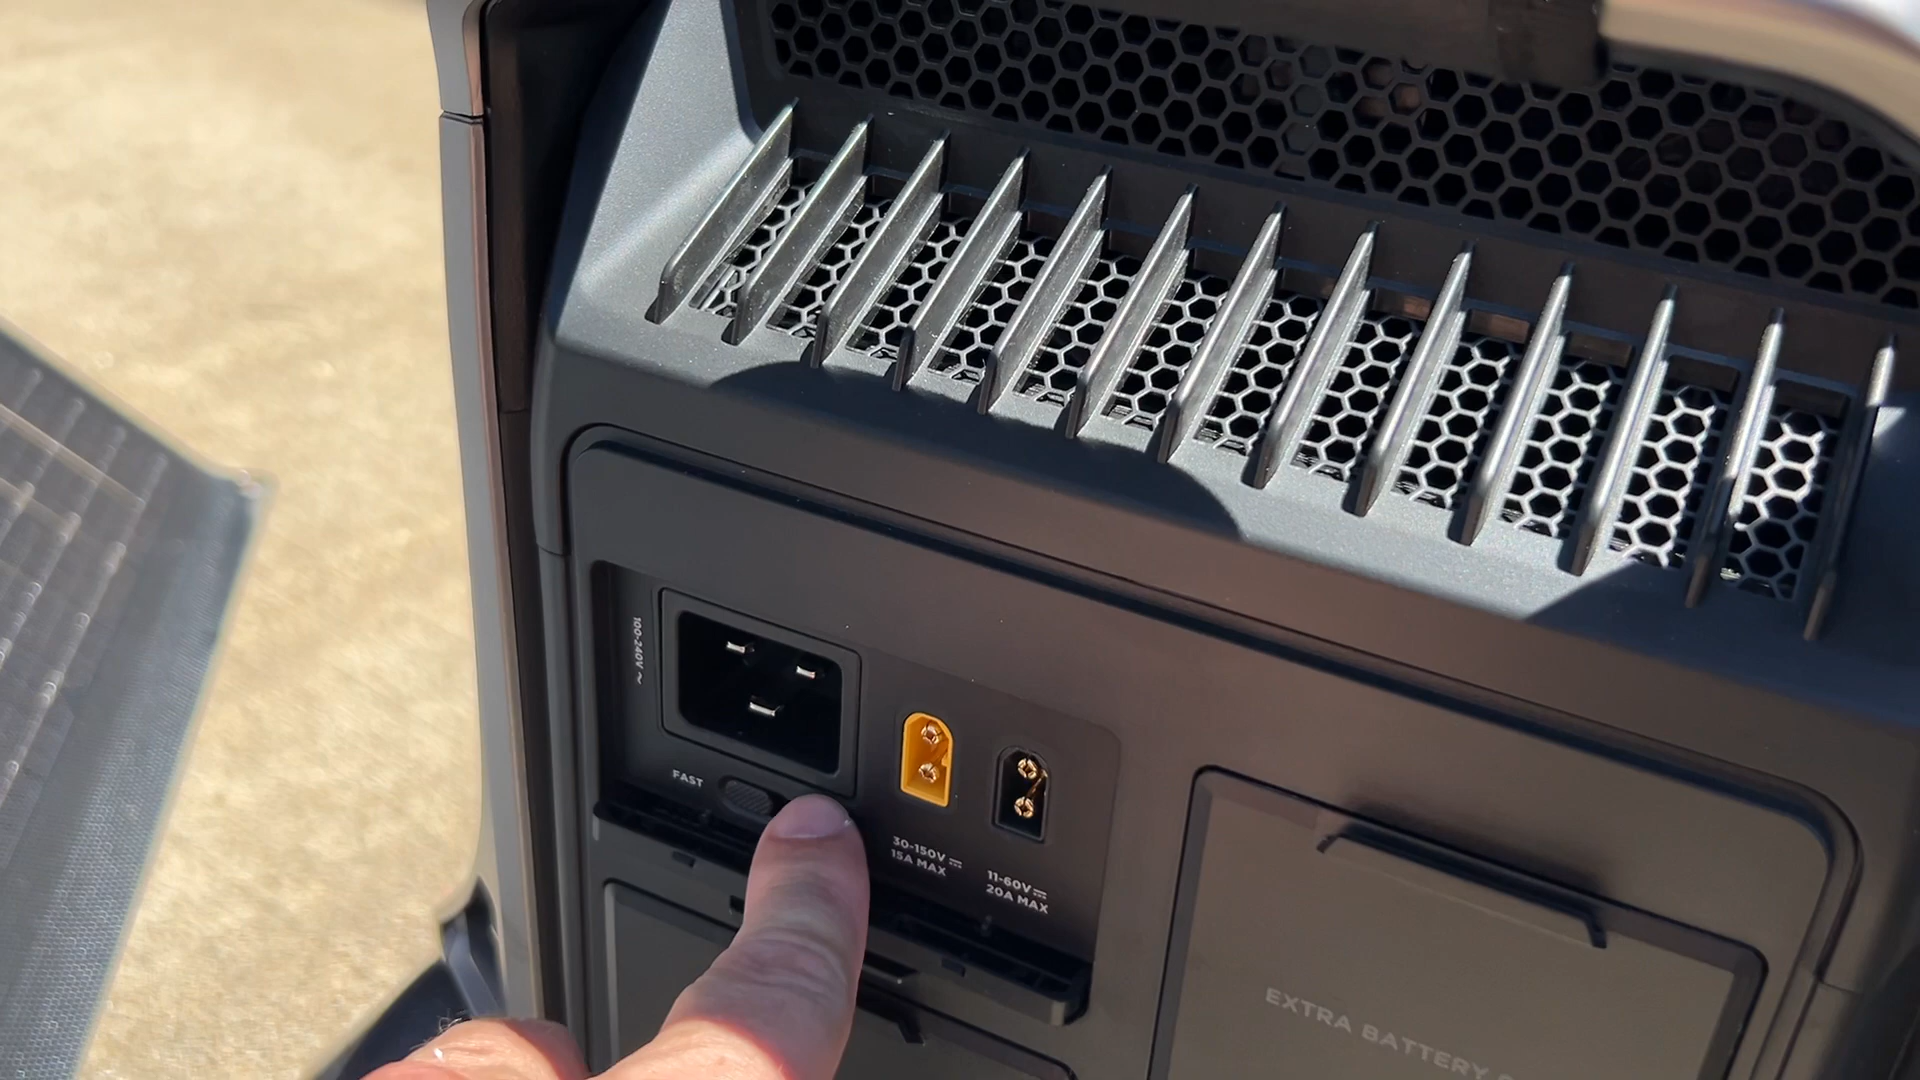 100-240V ~
FAST
30-150V ⎓
15A MAX
11-60V ⎓
20A MAX
EXTRA BATTERY